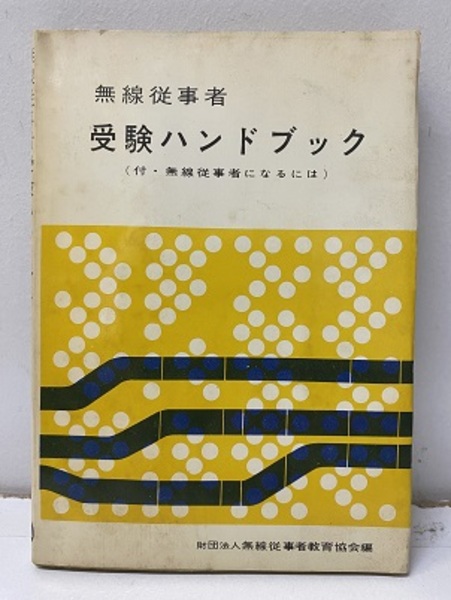 無線従事者
受験ハンドブック
(付・無線従事者になるには)
財団法人無線従事者教育協会編